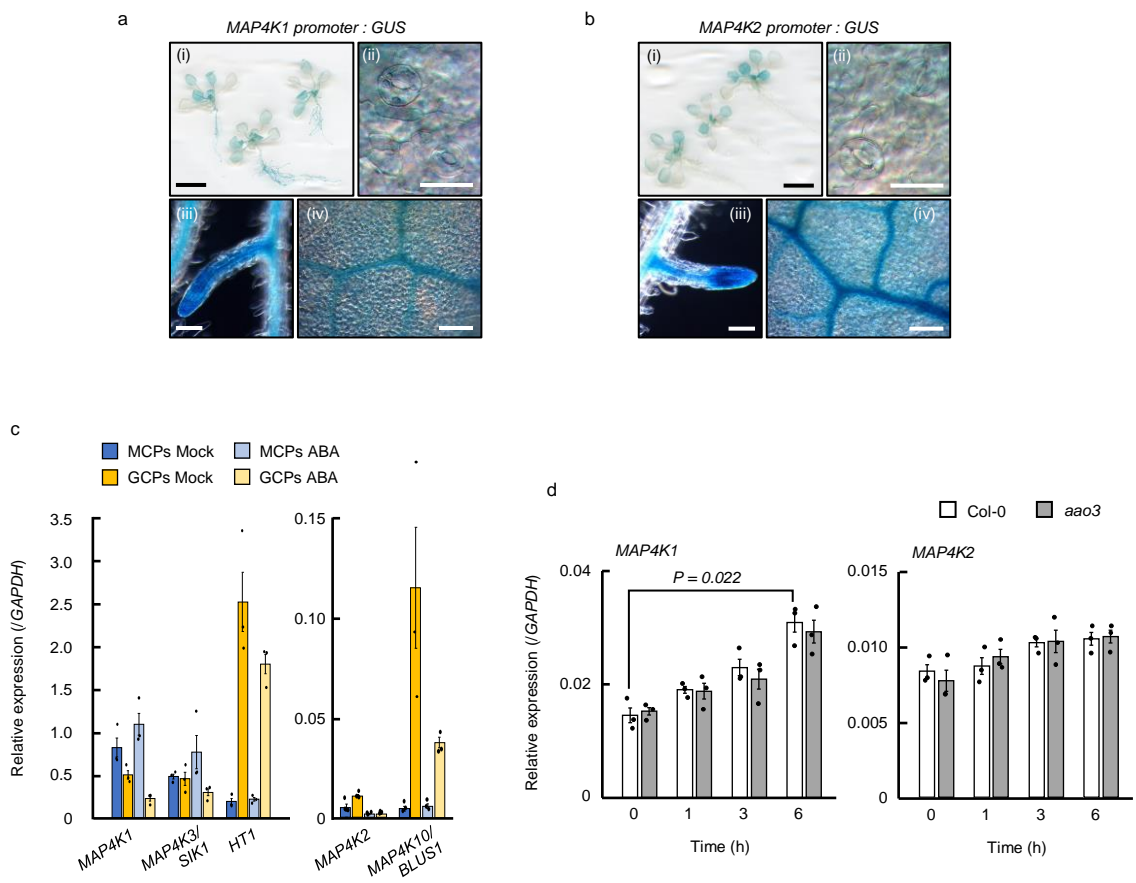 a
MAP4K1 promoter : GUS
(i)
(ii)
(iii)
(iv)
b
MAP4K2 promoter : GUS
(i)
(ii)
(iii)
(iv)
c
MCPs Mock
MCPs ABA
GCPs Mock
GCPs ABA
Relative expression (/GAPDH)
3.5
3.0
2.5
2.0
1.5
1.0
0.5
0
MAP4K1
MAP4K3/
SIK1
HT1
0.15
0.10
0.05
0
MAP4K2
MAP4K10/
BLUS1
d
Col-0
aao3
MAP4K1
P = 0.022
Relative expression (/GAPDH)
0.04
0.02
0
0
1
3
6
Time (h)
MAP4K2
0.015
0.010
0.005
0
0
1
3
6
Time (h)